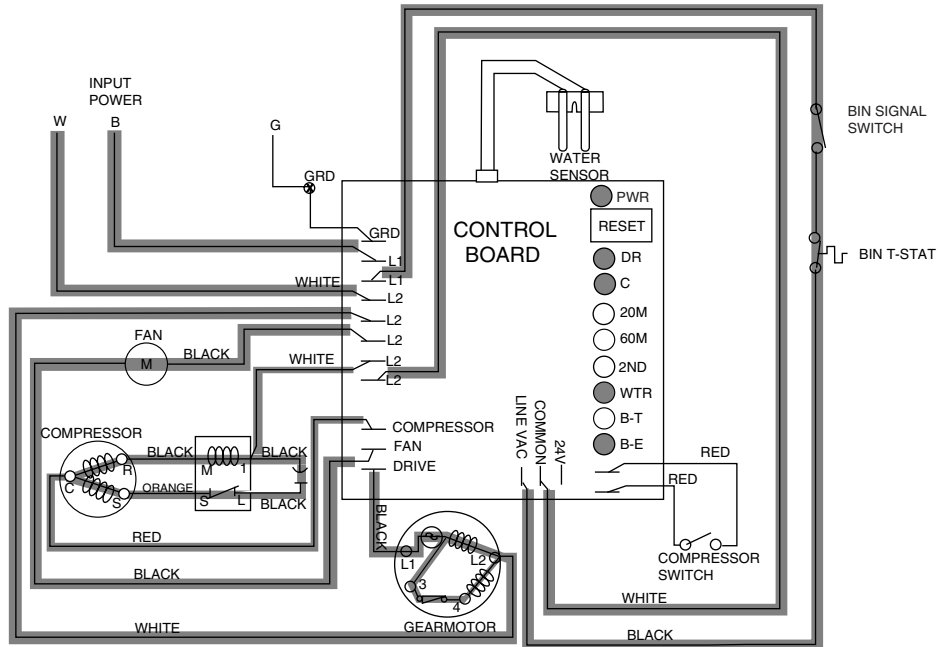 INPUT
POWER
W
B
G
GRD
WATER
SENSOR
BIN SIGNAL
SWITCH
BIN T-STAT
CONTROL
BOARD
PWR
RESET
DR
C
20M
60M
2ND
WTR
B-T
B-E
GRD
L1
L1
WHITE
L2
L2
L2
FAN
M
BLACK
WHITE
L2
L2
COMPRESSOR
FAN
DRIVE
LINE VAC
COMMON
24V
COMPRESSOR
BLACK
BLACK
R
M
1
C
S
ORANGE
S
L
BLACK
RED
BLACK
BLACK
WHITE
L1
L2
3
4
GEARMOTOR
RED
RED
COMPRESSOR
SWITCH
WHITE
BLACK